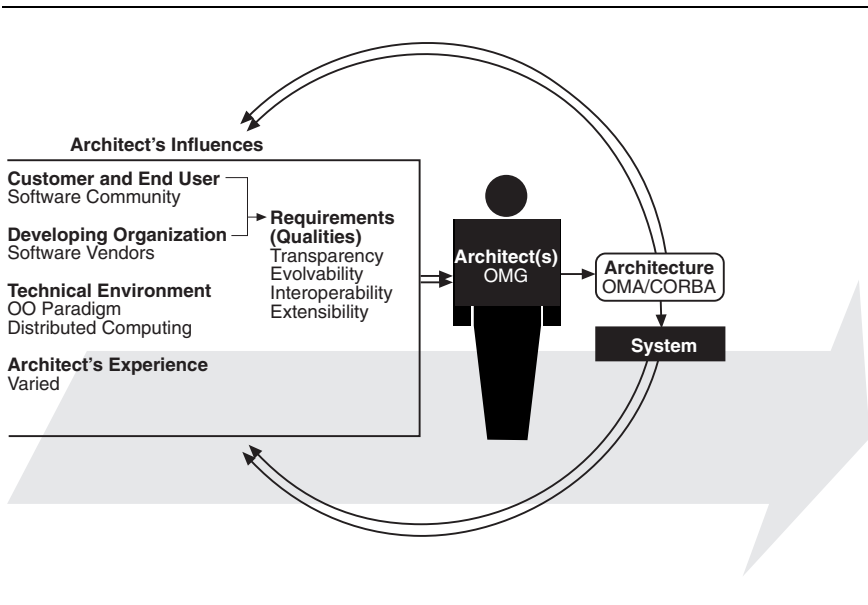 Architect's Influences
Customer and End User
Software Community
Developing Organization
Software Vendors
Technical Environment
OO Paradigm
Distributed Computing
Architect's Experience
Varied
Requirements
(Qualities)
Transparency
Evolvability
Interoperability
Extensibility
Architect(s)
OMG
Architecture
OMA/CORBA
System